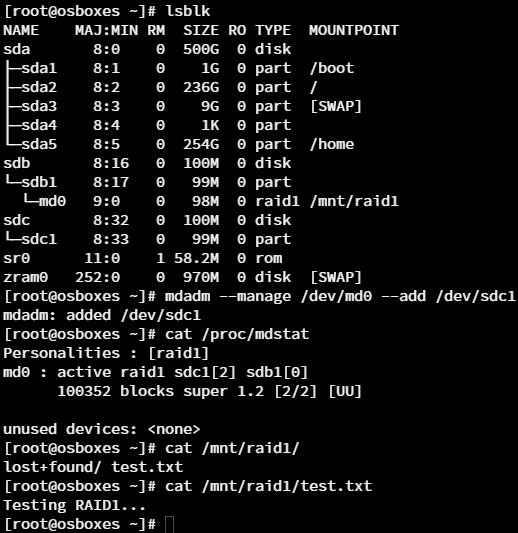 [root@osboxes ~]# lsblk
NAME    MAJ:MIN RM  SIZE RO TYPE  MOUNTPOINT
sda       8:0    0  500G  0 disk
├─sda1    8:1    0    1G  0 part  /boot
├─sda2    8:2    0  236G  0 part  /
├─sda3    8:3    0    9G  0 part  [SWAP]
├─sda4    8:4    0    1K  0 part
└─sda5    8:5    0  254G  0 part  /home
sdb       8:16   0  100M  0 disk
└─sdb1    8:17   0   99M  0 part
  └─md0   9:0    0   98M  0 raid1 /mnt/raid1
sdc       8:32   0  100M  0 disk
└─sdc1    8:33   0   99M  0 part
sr0      11:0    1 58.2M  0 rom
zram0   252:0    0  970M  0 disk  [SWAP]
[root@osboxes ~]# mdadm --manage /dev/md0 --add /dev/sdc1
mdadm: added /dev/sdc1
[root@osboxes ~]# cat /proc/mdstat
Personalities : [raid1]
md0 : active raid1 sdc1[2] sdb1[0]
      100352 blocks super 1.2 [2/2] [UU]

unused devices: <none>
[root@osboxes ~]# cat /mnt/raid1/
lost+found/ test.txt
[root@osboxes ~]# cat /mnt/raid1/test.txt
Testing RAID1...
[root@osboxes ~]#